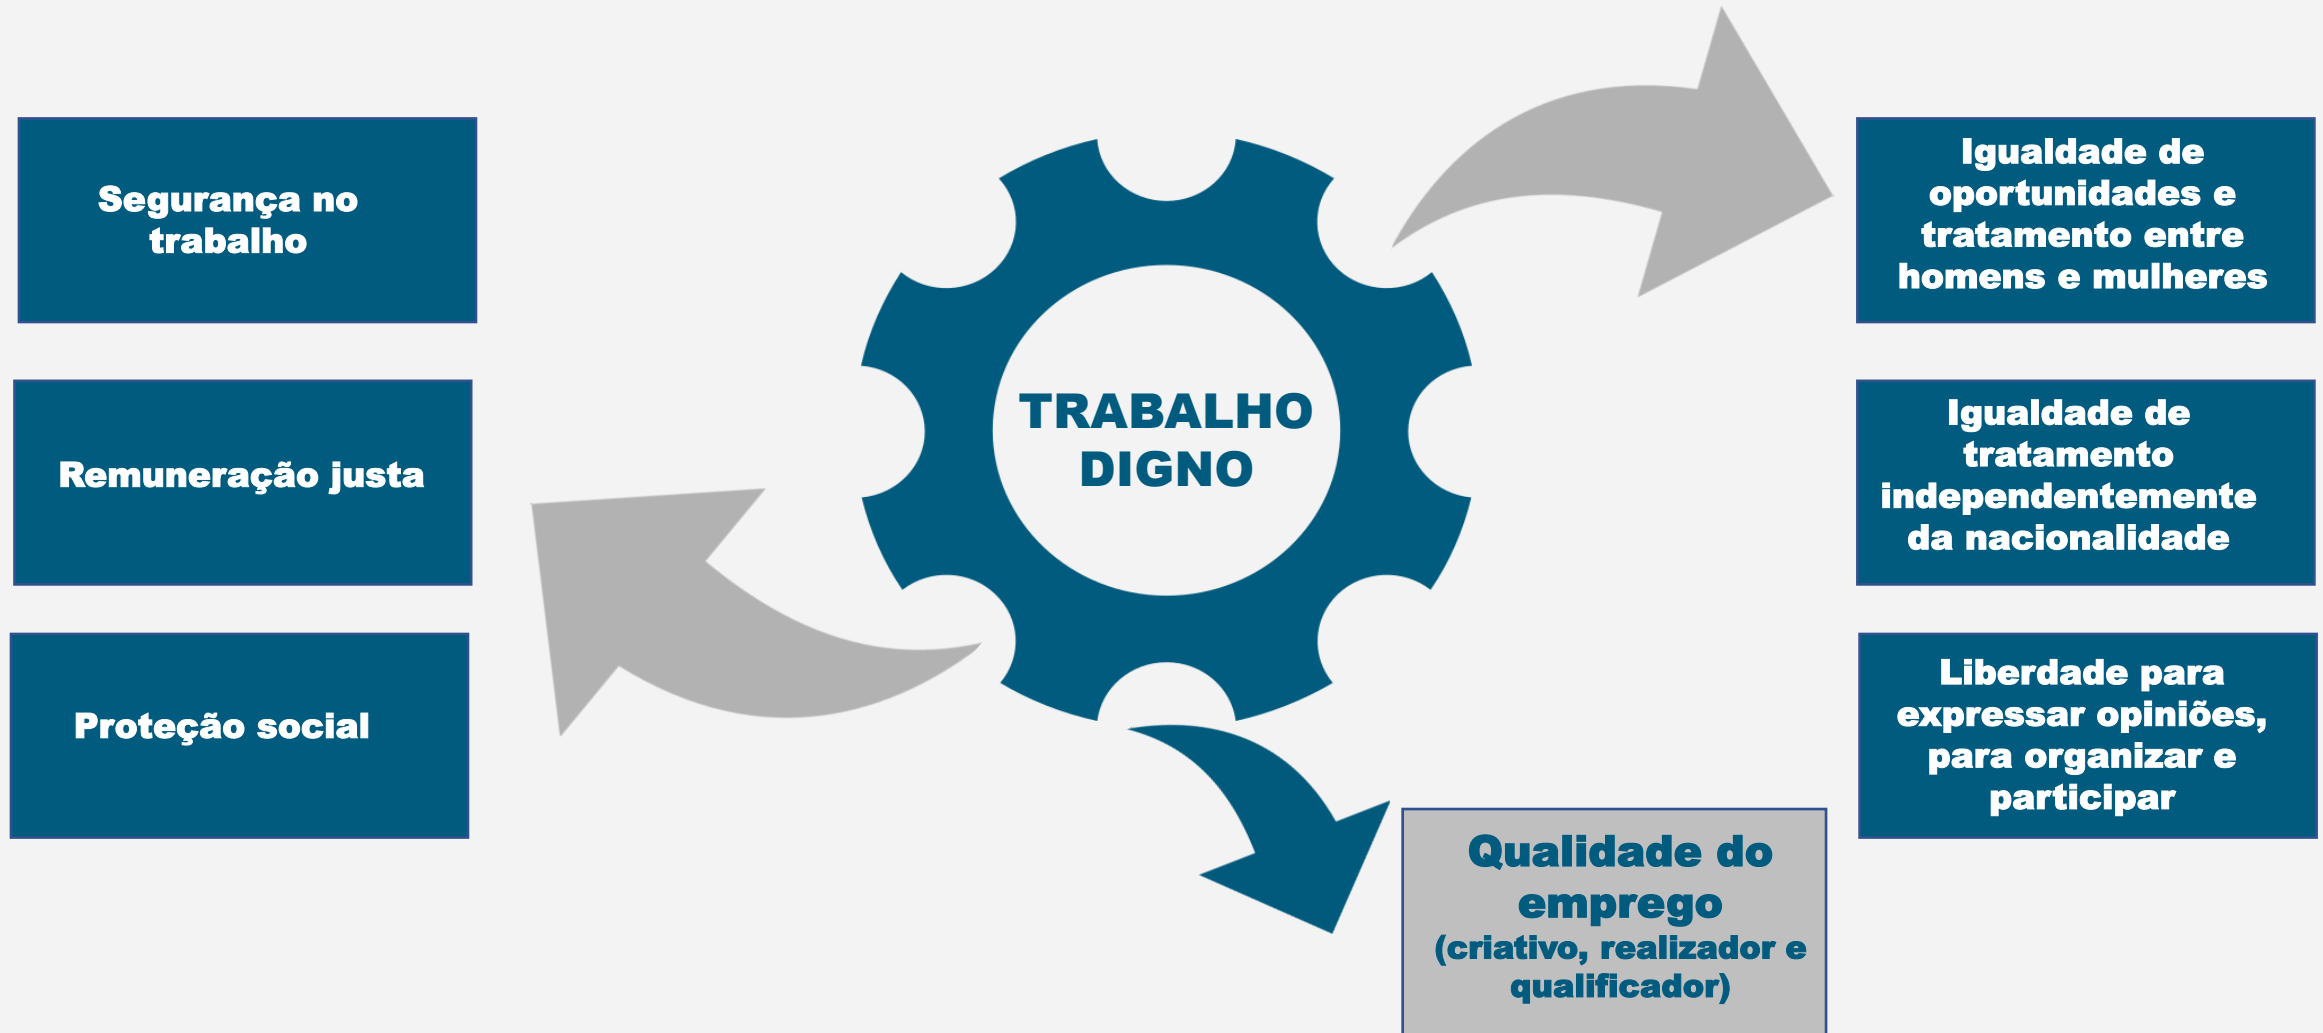 Segurança no
trabalho
Remuneração justa
Proteção social
TRABALHO
DIGNO
Igualdade de
oportunidades e
tratamento entre
homens e mulheres
Igualdade de
tratamento
independentemente
da nacionalidade
Liberdade para
expressar opiniões,
para organizar e
participar
Qualidade do
emprego
(criativo, realizador e
qualificador)